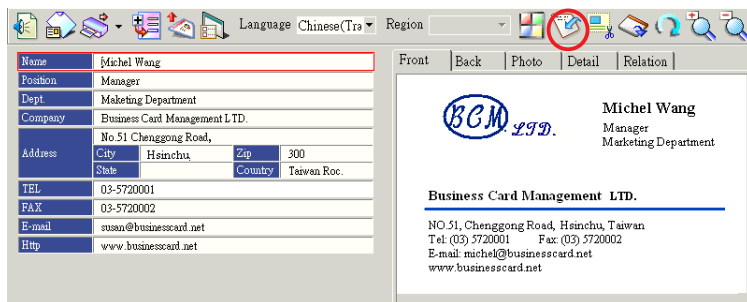 Language Chinese(Tra Region
Name Michel Wang
Position Manager
Dept. Maketing Department
Company Business Card Management LTD.
Address No.51 Chenggong Road,
City Hsinchu, Zip 300
State Country Taiwan Roc.
TEL 03-5720001
FAX 03-5720002
E-mail susan@businesscard.net
Http www.businesscard.net
Front Back Photo Detail Relation
BCM LTD.
Michel Wang
Manager
Marketing Department
Business Card Management LTD.
NO.51, Chenggong Road, Hsinchu, Taiwan
Tel: (03) 5720001 Fax: (03) 5720002
E-mail: michel@businesscard.net
www.businesscard.net